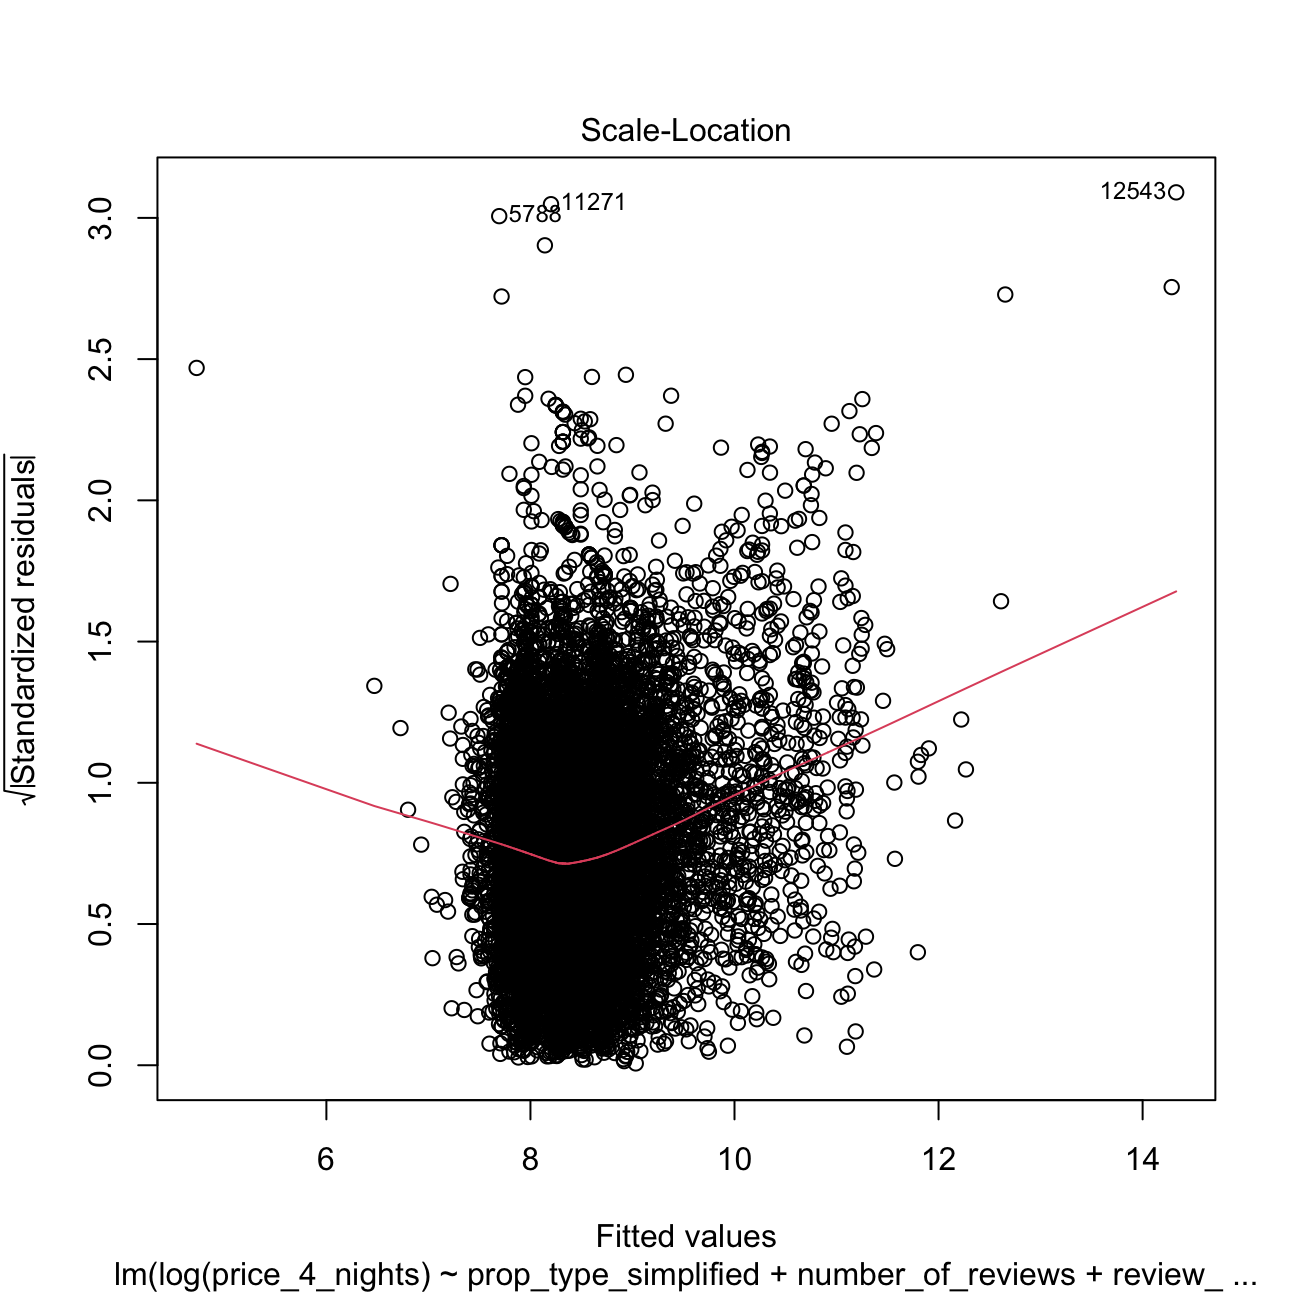 Scale-Location
11271
5788
12543
√|Standardized residuals|
3.0
2.5
2.0
1.5
1.0
0.5
0.0
6 8 10 12 14
Fitted values
lm(log(price_4_nights) ~ prop_type_simplified + number_of_reviews + review_ ...